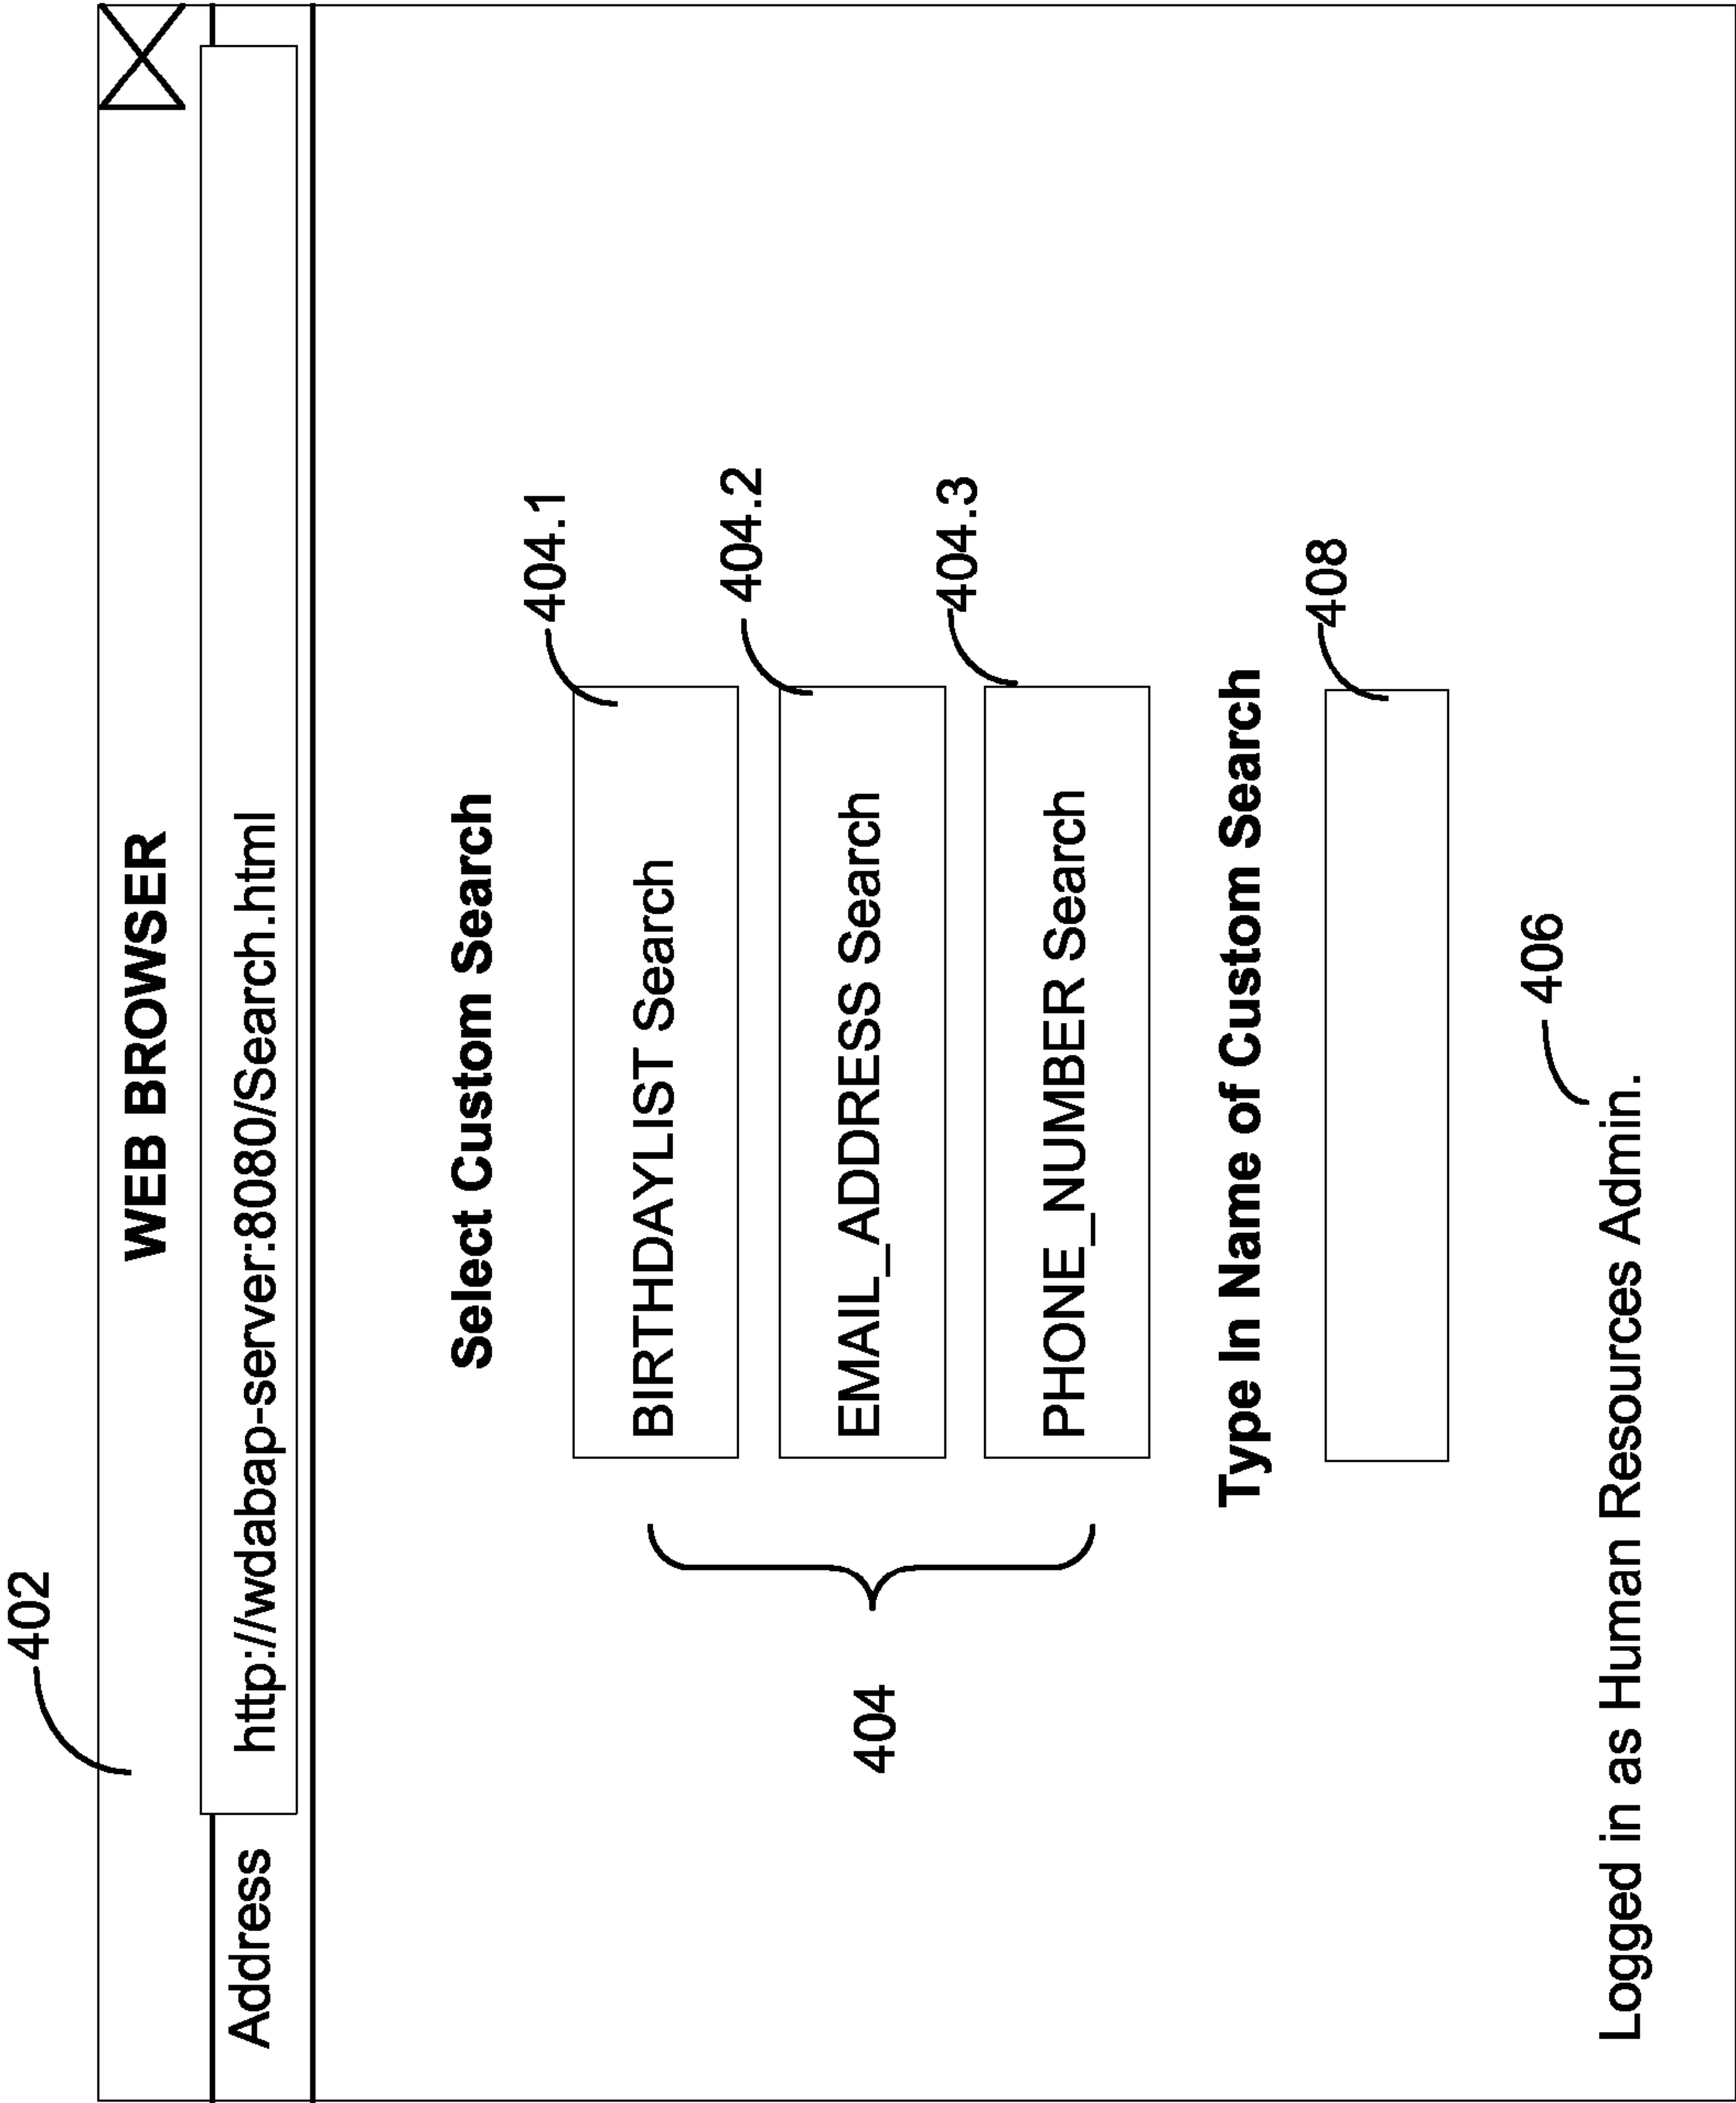 402
WEB BROWSER
Address
http://wdabap-server:8080/Search.html
Select Custom Search
404.1
BIRTHDAYLIST Search
404.2
EMAIL_ADDRESS Search
404
404.3
PHONE_NUMBER Search
Type In Name of Custom Search
408
406
Logged in as Human Resources Admin.